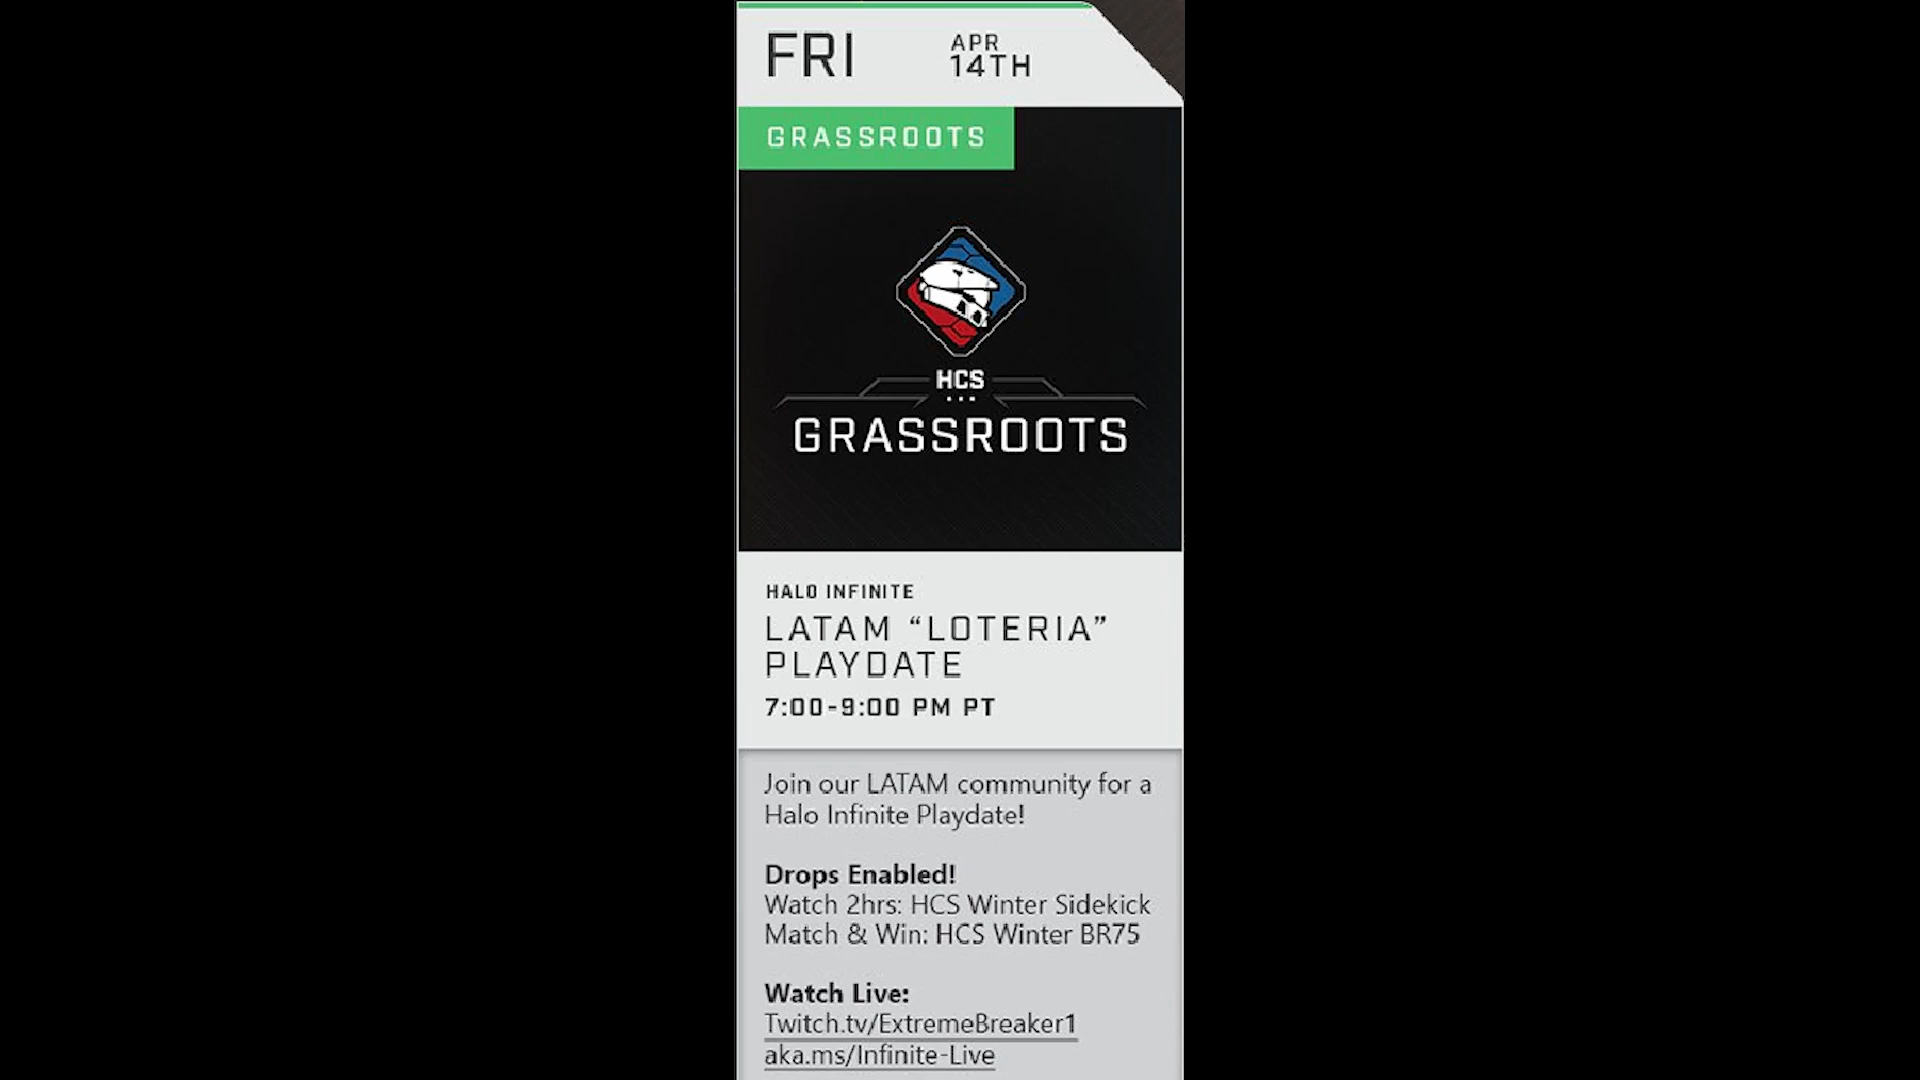 FRI
APR
14TH
GRASSROOTS
HCS
GRASSROOTS
HALO INFINITE
LATAM “LOTERIA”
PLAYDATE
7:00-9:00 PM PT
Join our LATAM community for a
Halo Infinite Playdate!
Drops Enabled!
Watch 2hrs: HCS Winter Sidekick
Match & Win: HCS Winter BR75
Watch Live:
Twitch.tv/ExtremeBreaker1
aka.ms/Infinite-Live